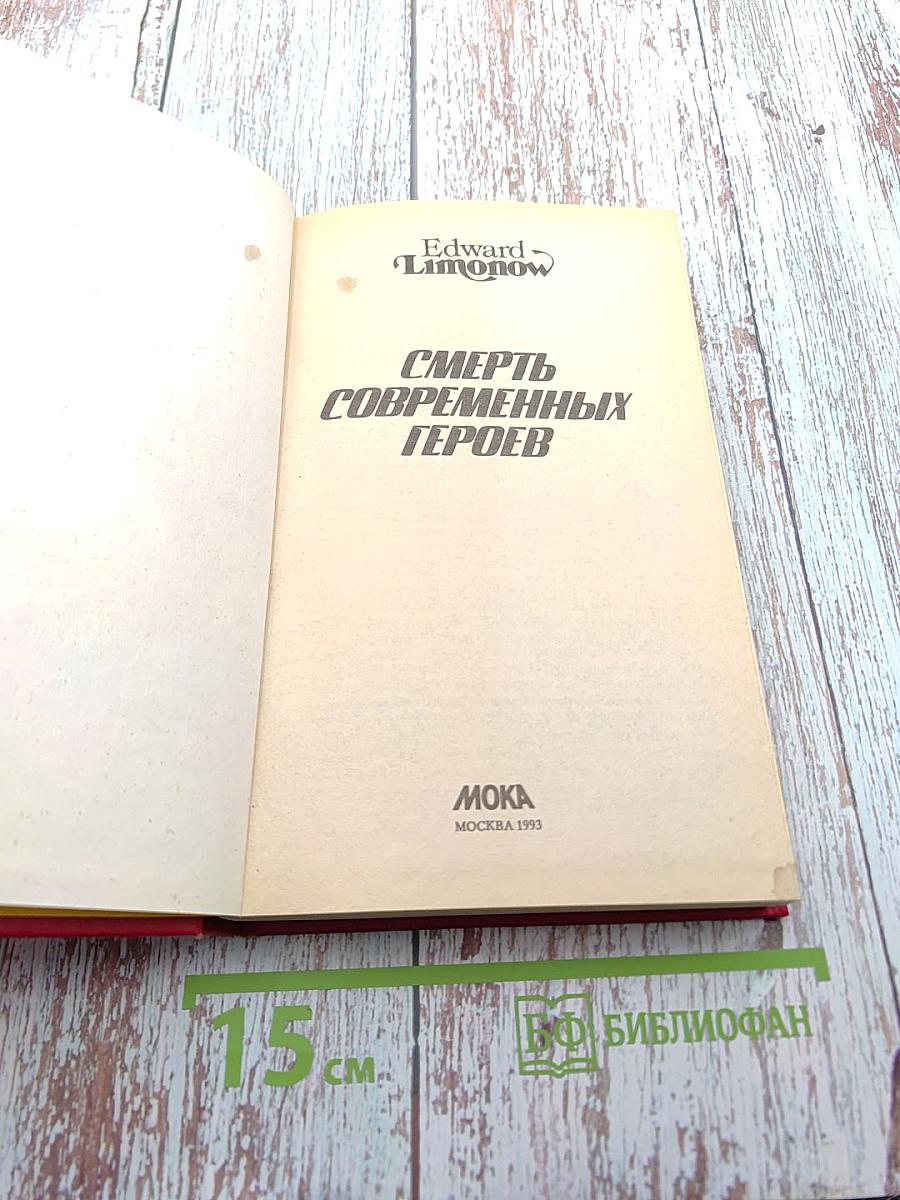 Edward
Limonow
СМЕРТЬ
СОВРЕМЕННЫХ
ГЕРОЕВ
МОКА
МОСКВА 1993
15 см
БФ БИБЛИОФАН